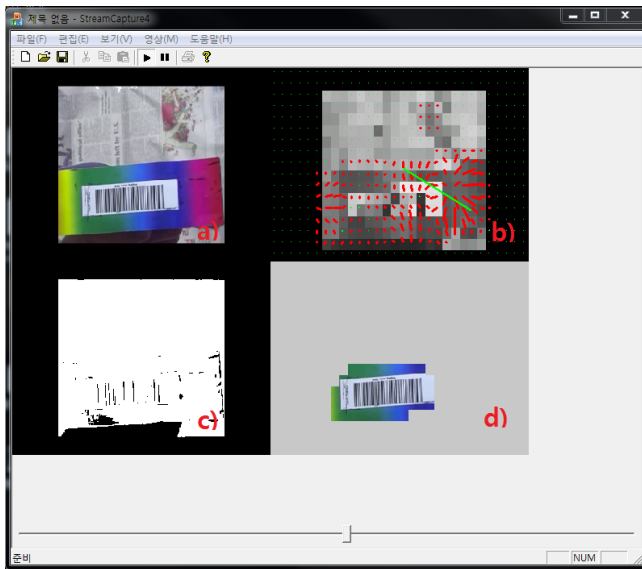 제목 없음 - StreamCapture4
파일(F) 편집(E) 보기(V) 영상(M) 도움말(H)
a)
b)
c)
d)
준비
NUM